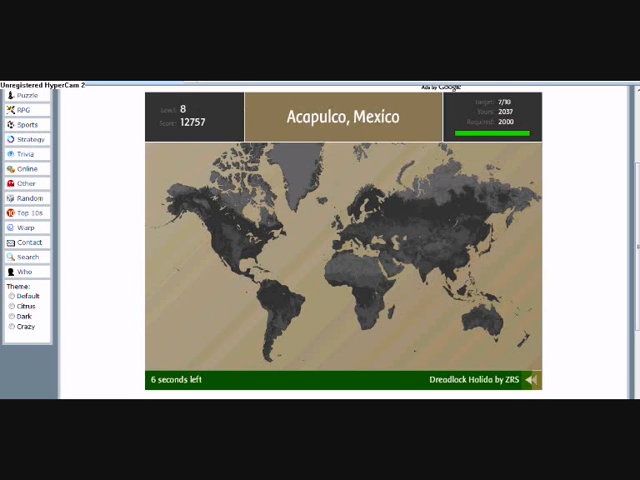 Unregistered HyperCam 2
Ads by Google
Puzzle
RPG
Sports
Strategy
Trivia
Online
Other
Random
Top 10s
Warp
Contact
Search
Who
Theme:
Default
Citrus
Dark
Crazy
Level: 8
Score: 12757
Acapulco, Mexico
Target: 7/10
Yours: 2037
Required: 2000
6 seconds left
Dreadlock Holida by ZRS